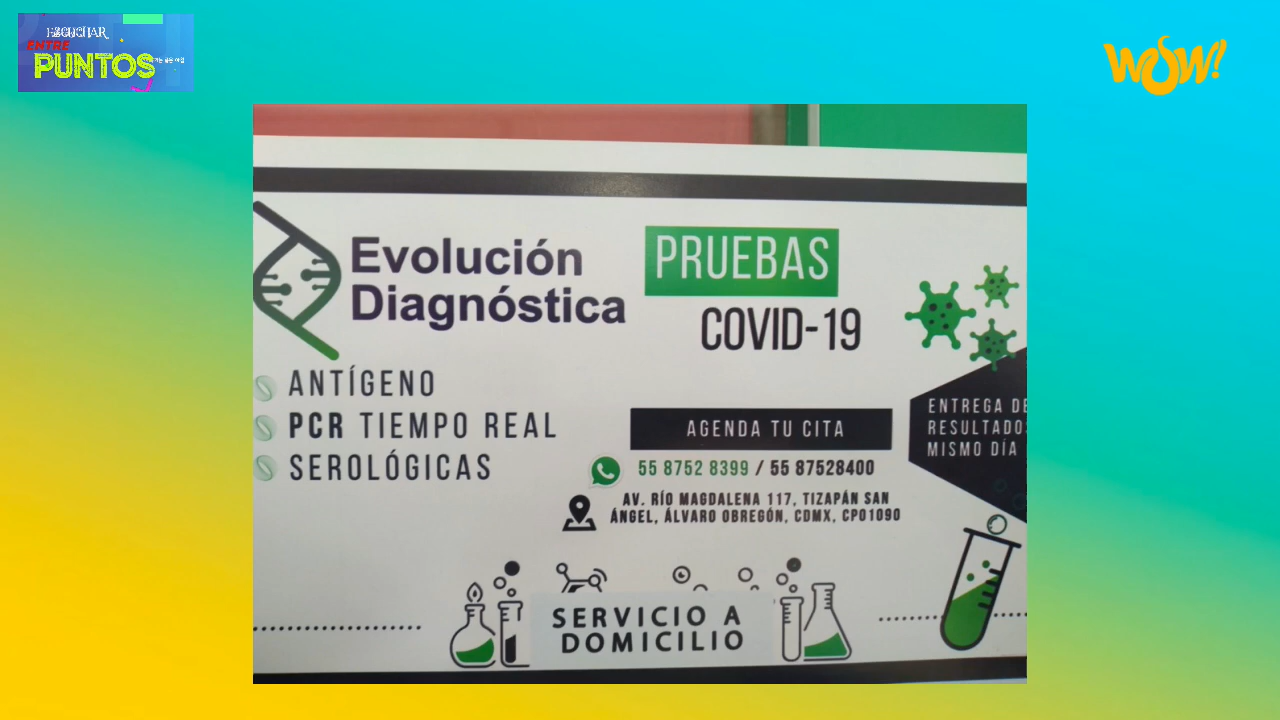 ENTRE
PUNTOS
WOW!
Evolución
Diagnóstica
PRUEBAS
COVID-19
ANTÍGENO
PCR TIEMPO REAL
SEROLÓGICAS
AGENDA TU CITA
55 8752 8399 / 55 87528400
AV. RÍO MAGDALENA 117, TIZAPÁN SAN
ÁNGEL, ÁLVARO OBREGÓN, CDMX, CP01090
ENTREGA DE
RESULTADOS
MISMO DÍA
SERVICIO A
DOMICILIO